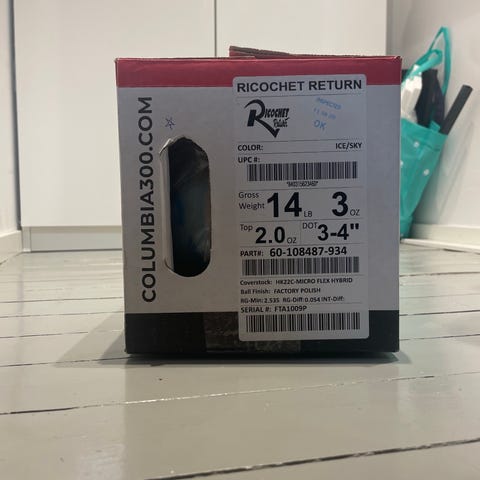 COLUMBIA300.COM
RICOCHET RETURN
RICOCHET
INSPECTED
OK
COLOR: ICE/SKY
UPC #:
Gross Weight 14 LB 3 OZ
Top 2.0 OZ DOT 3-4"
PART#: 60-108487-934
Coverstock: HK22C-MICRO FLEX HYBRID
Ball Finish: FACTORY POLISH
RG-Min: 2.535 RG-Diff:0.054 INT-Diff:
SERIAL #: FTA1009P